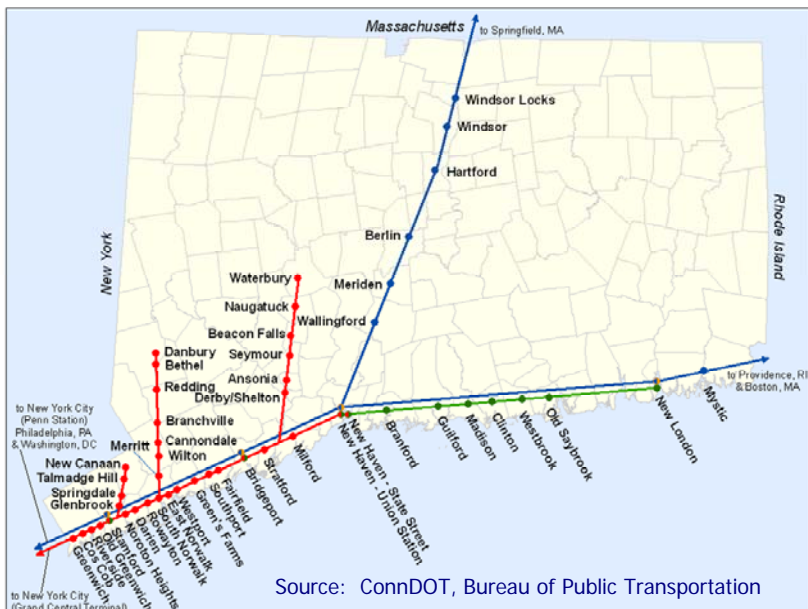 Massachusetts
to Springfield, MA
Windsor Locks
Windsor
Hartford
Berlin
Meriden
Wallingford
New York
Rhode Island
Waterbury
Naugatuck
Beacon Falls
Seymour
Ansonia
Derby/Shelton
Danbury
Bethel
Redding
Branchville
Cannondale
Merritt
Wilton
New Canaan
Talmadge Hill
Springdale
Glenbrook
to New York City
(Penn Station)
Philadelphia, PA
& Washington, DC
to Providence, RI
& Boston, MA
Greenwich
Cos Cob
Riverside
Old Greenwich
Stamford
Noroton Heights
Darien
Rowayton
South Norwalk
East Norwalk
Westport
Green's Farms
Southport
Fairfield
Bridgeport
Stratford
Milford
New Haven - Union Station
New Haven - State Street
Branford
Guilford
Madison
Clinton
Westbrook
Old Saybrook
New London
Mystic
to New York City
(Grand Central Terminal)
Source: ConnDOT, Bureau of Public Transportation